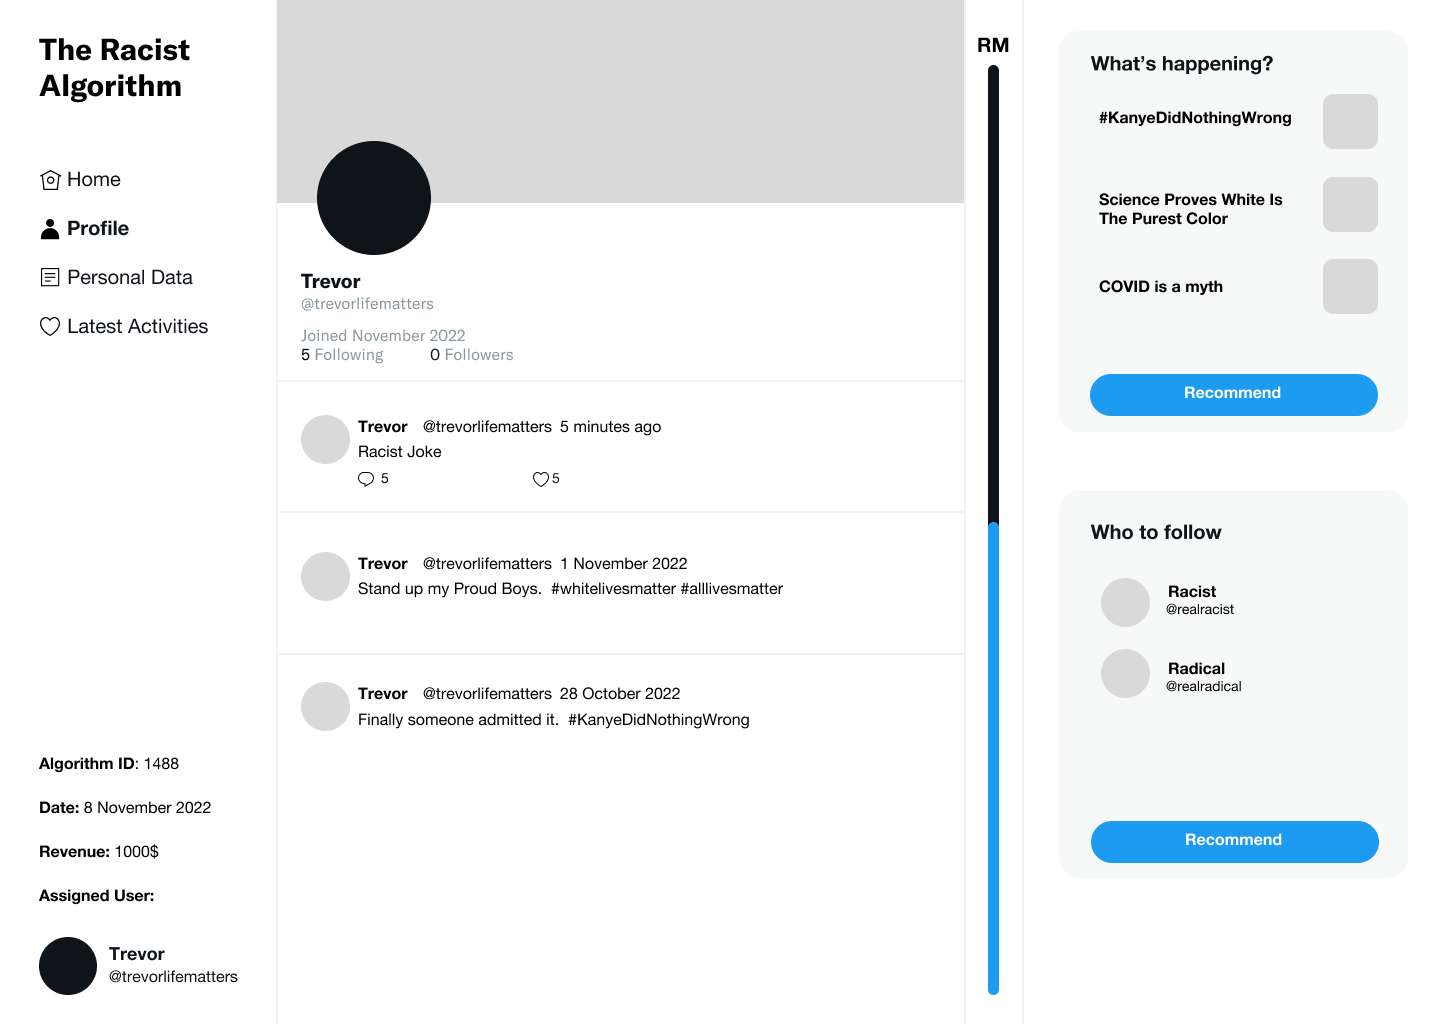 The Racist
Algorithm
Home
Profile
Personal Data
Latest Activities
Algorithm ID: 1488
Date: 8 November 2022
Revenue: 1000$
Assigned User:
Trevor
@trevorlifematters
Trevor
@trevorlifematters
Joined November 2022
5 Following 0 Followers
Trevor @trevorlifematters 5 minutes ago
Racist Joke
5 5
Trevor @trevorlifematters 1 November 2022
Stand up my Proud Boys. #whitelivesmatter #alllivesmatter
Trevor @trevorlifematters 28 October 2022
Finally someone admitted it. #KanyeDidNothingWrong
RM
What's happening?
#KanyeDidNothingWrong
Science Proves White Is
The Purest Color
COVID is a myth
Recommend
Who to follow
Racist
@realracist
Radical
@realradical
Recommend